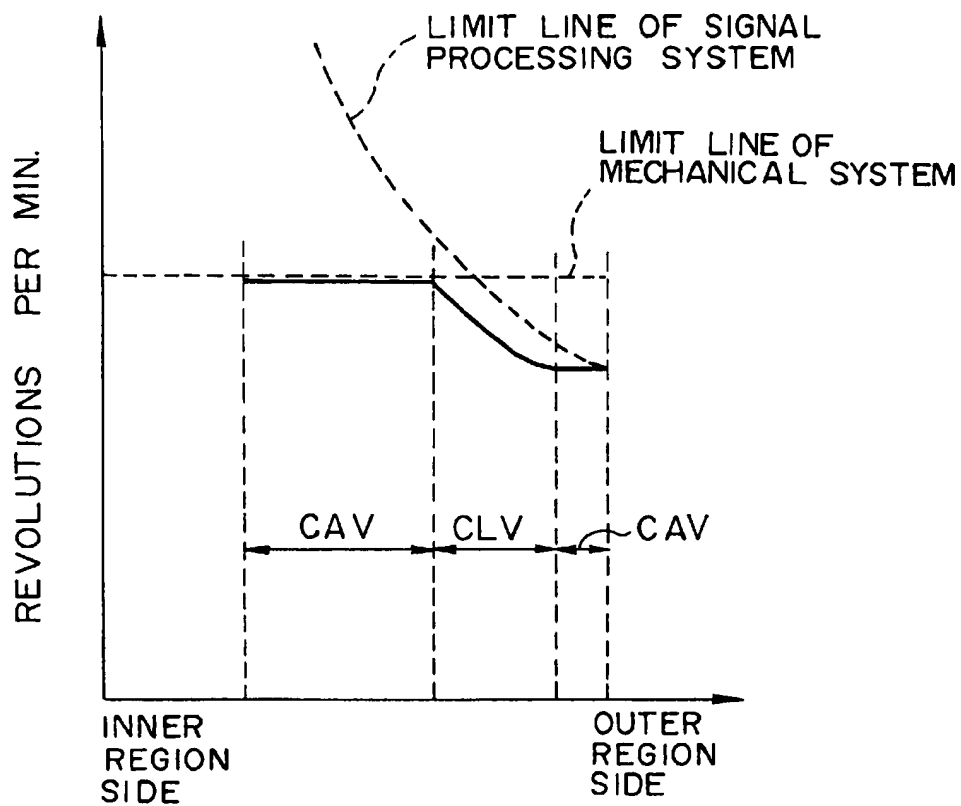 LIMIT LINE OF SIGNAL
PROCESSING SYSTEM
LIMIT LINE OF
MECHANICAL SYSTEM
REVOLUTIONS PER MIN.
CAV
CLV
CAV
INNER
REGION
SIDE
OUTER
REGION
SIDE